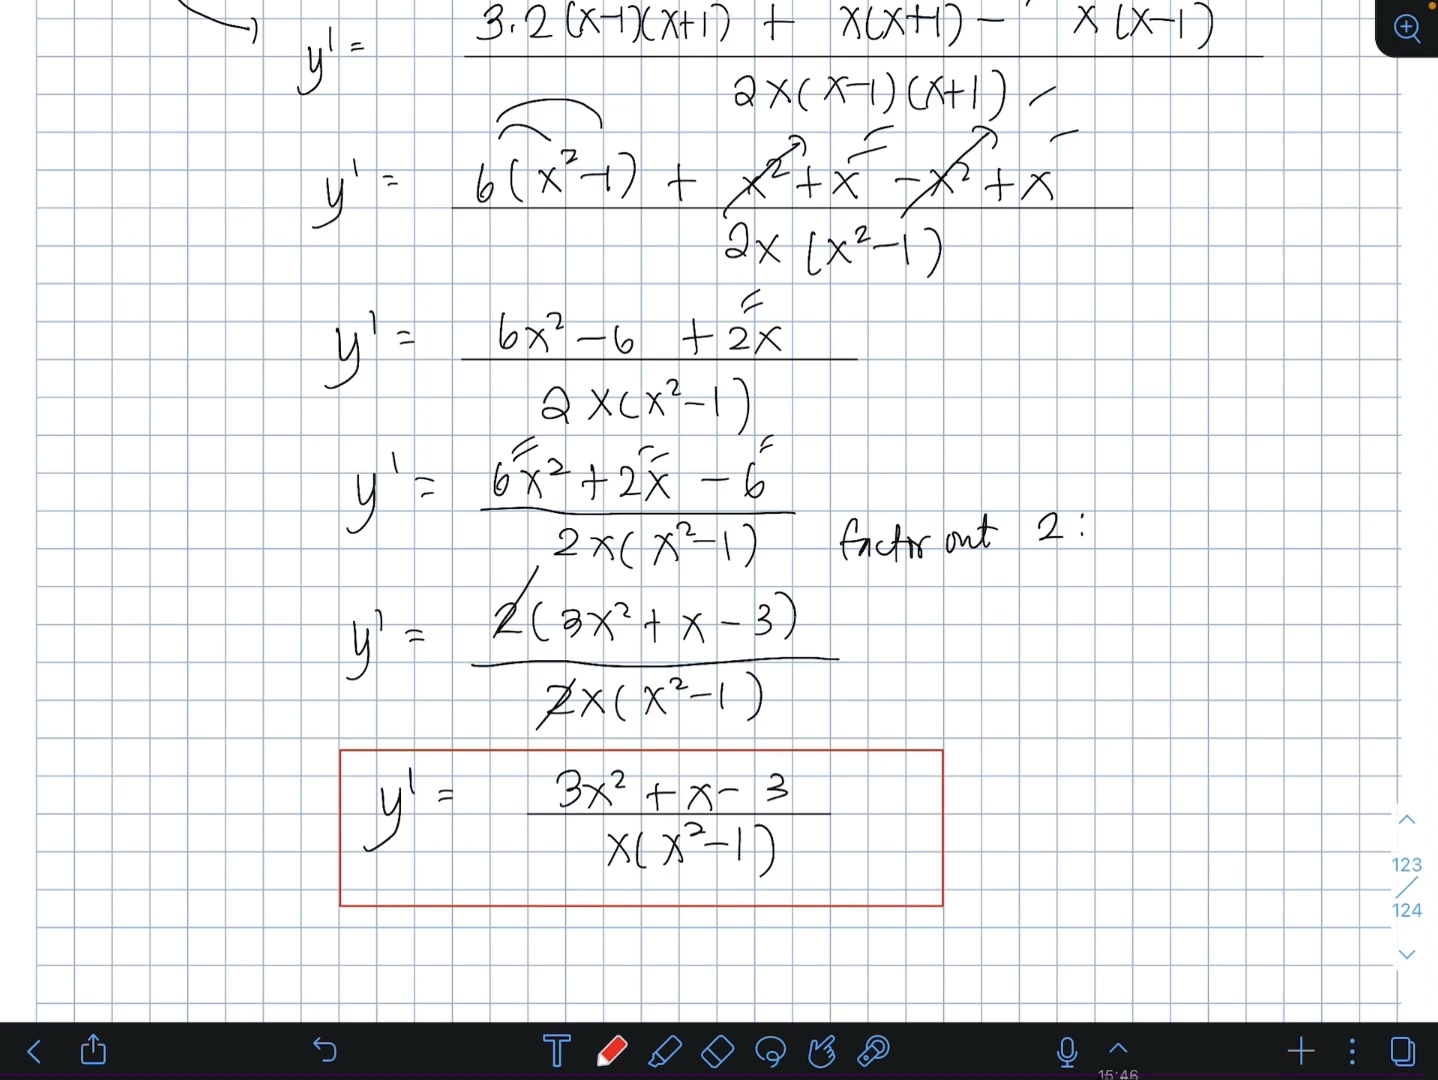 y' = 3·2(x-1)(x+1) + x(x+1) - x(x-1)
2x(x-1)(x+1)
y' = 6(x²-1) + x²+x -x²+x
2x (x²-1)
y' = 6x²-6 +2x
2x(x²-1)
y' = 6x²+2x - 6
2x(x²-1) factor out 2:
y' = 2(3x²+x-3)
2x(x²-1)
y' = 3x²+x-3
x(x²-1)
123
124
T
15:46